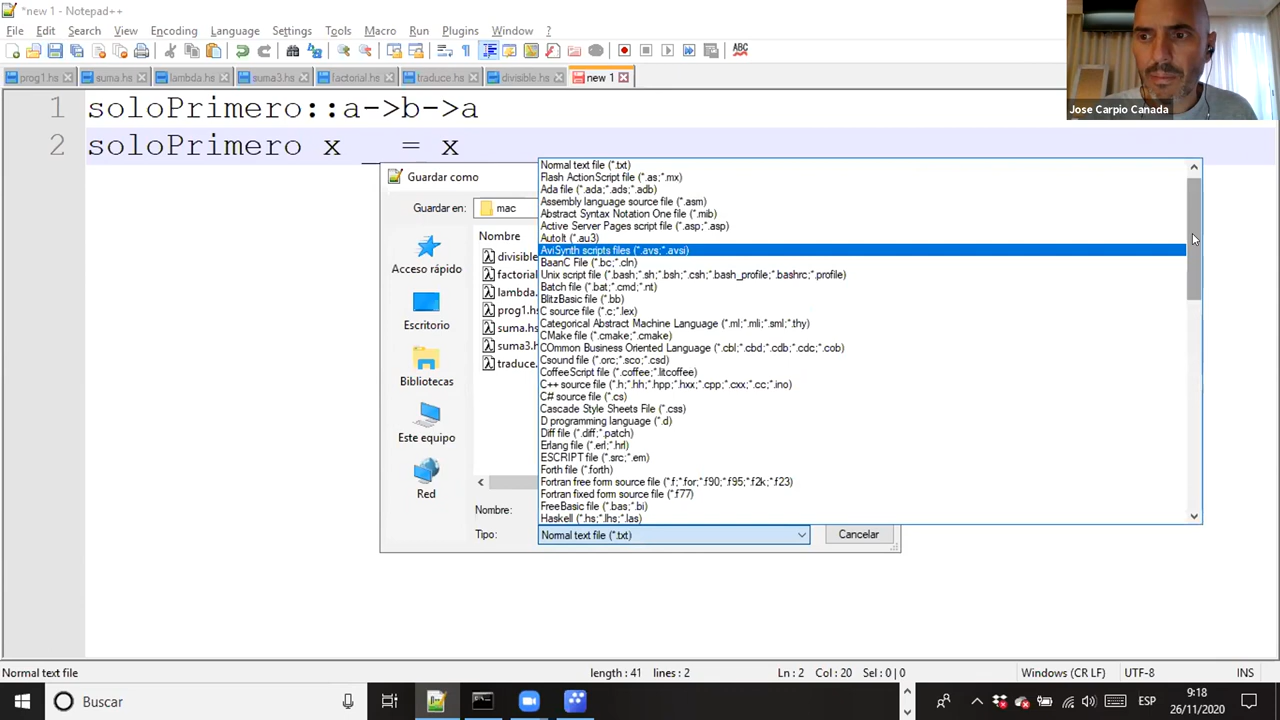 *new 1 - Notepad++
File Edit Search View Encoding Language Settings Tools Macro Run Plugins Window ?
prog1.hs suma.hs lambda.hs suma3.hs factorial.hs traduce.hs divisible.hs new 1
Jose Carpio Canada
1 soloPrimero::a->b->a
2 soloPrimero x _ = x
Guardar como
Guardar en: mac
Nombre
Acceso rápido
Escritorio
Bibliotecas
Este equipo
Red
divisible
factorial
lambda.
prog1.hs
suma.hs
suma3.h
traduce.
Normal text file (*.txt)
Flash ActionScript file (*.as;*.mx)
Ada file (*.ada;*.ads;*.adb)
Assembly language source file (*.asm)
Abstract Syntax Notation One file (*.mib)
Active Server Pages script file (*.asp;*.asp)
AutoIt (*.au3)
AviSynth scripts files (*.avs;*.avsi)
BaanC File (*.bc;*.cln)
Unix script file (*.bash;*.sh;*.bsh;*.csh;*.bash_profile;*.bashrc;*.profile)
Batch file (*.bat;*.cmd;*.nt)
BlitzBasic file (*.bb)
C source file (*.c;*.lex)
Categorical Abstract Machine Language (*.ml;*.mli;*.sml;*.thy)
CMake file (*.cmake;*.cmake)
COmmon Business Oriented Language (*.cbl;*.cbd;*.cdb;*.cdc;*.cob)
Csound file (*.orc;*.sco;*.csd)
CoffeeScript file (*.coffee;*.litcoffee)
C++ source file (*.h;*.hh;*.hpp;*.hxx;*.cpp;*.cxx;*.cc;*.ino)
C# source file (*.cs)
Cascade Style Sheets File (*.css)
D programming language (*.d)
Diff file (*.diff;*.patch)
Erlang file (*.erl;*.hrl)
ESCRIPT file (*.src;*.em)
Forth file (*.forth)
Fortran free form source file (*.f;*.for;*.f90;*.f95;*.f2k;*.f23)
Fortran fixed form source file (*.f77)
FreeBasic file (*.bas;*.bi)
Haskell (*.hs;*.lhs;*.las)
Nombre:
Tipo: Normal text file (*.txt) Cancelar
Normal text file length : 41 lines : 2 Ln : 2 Col : 20 Sel : 0 | 0 Windows (CR LF) UTF-8 INS
Buscar ESP 9:18
26/11/2020